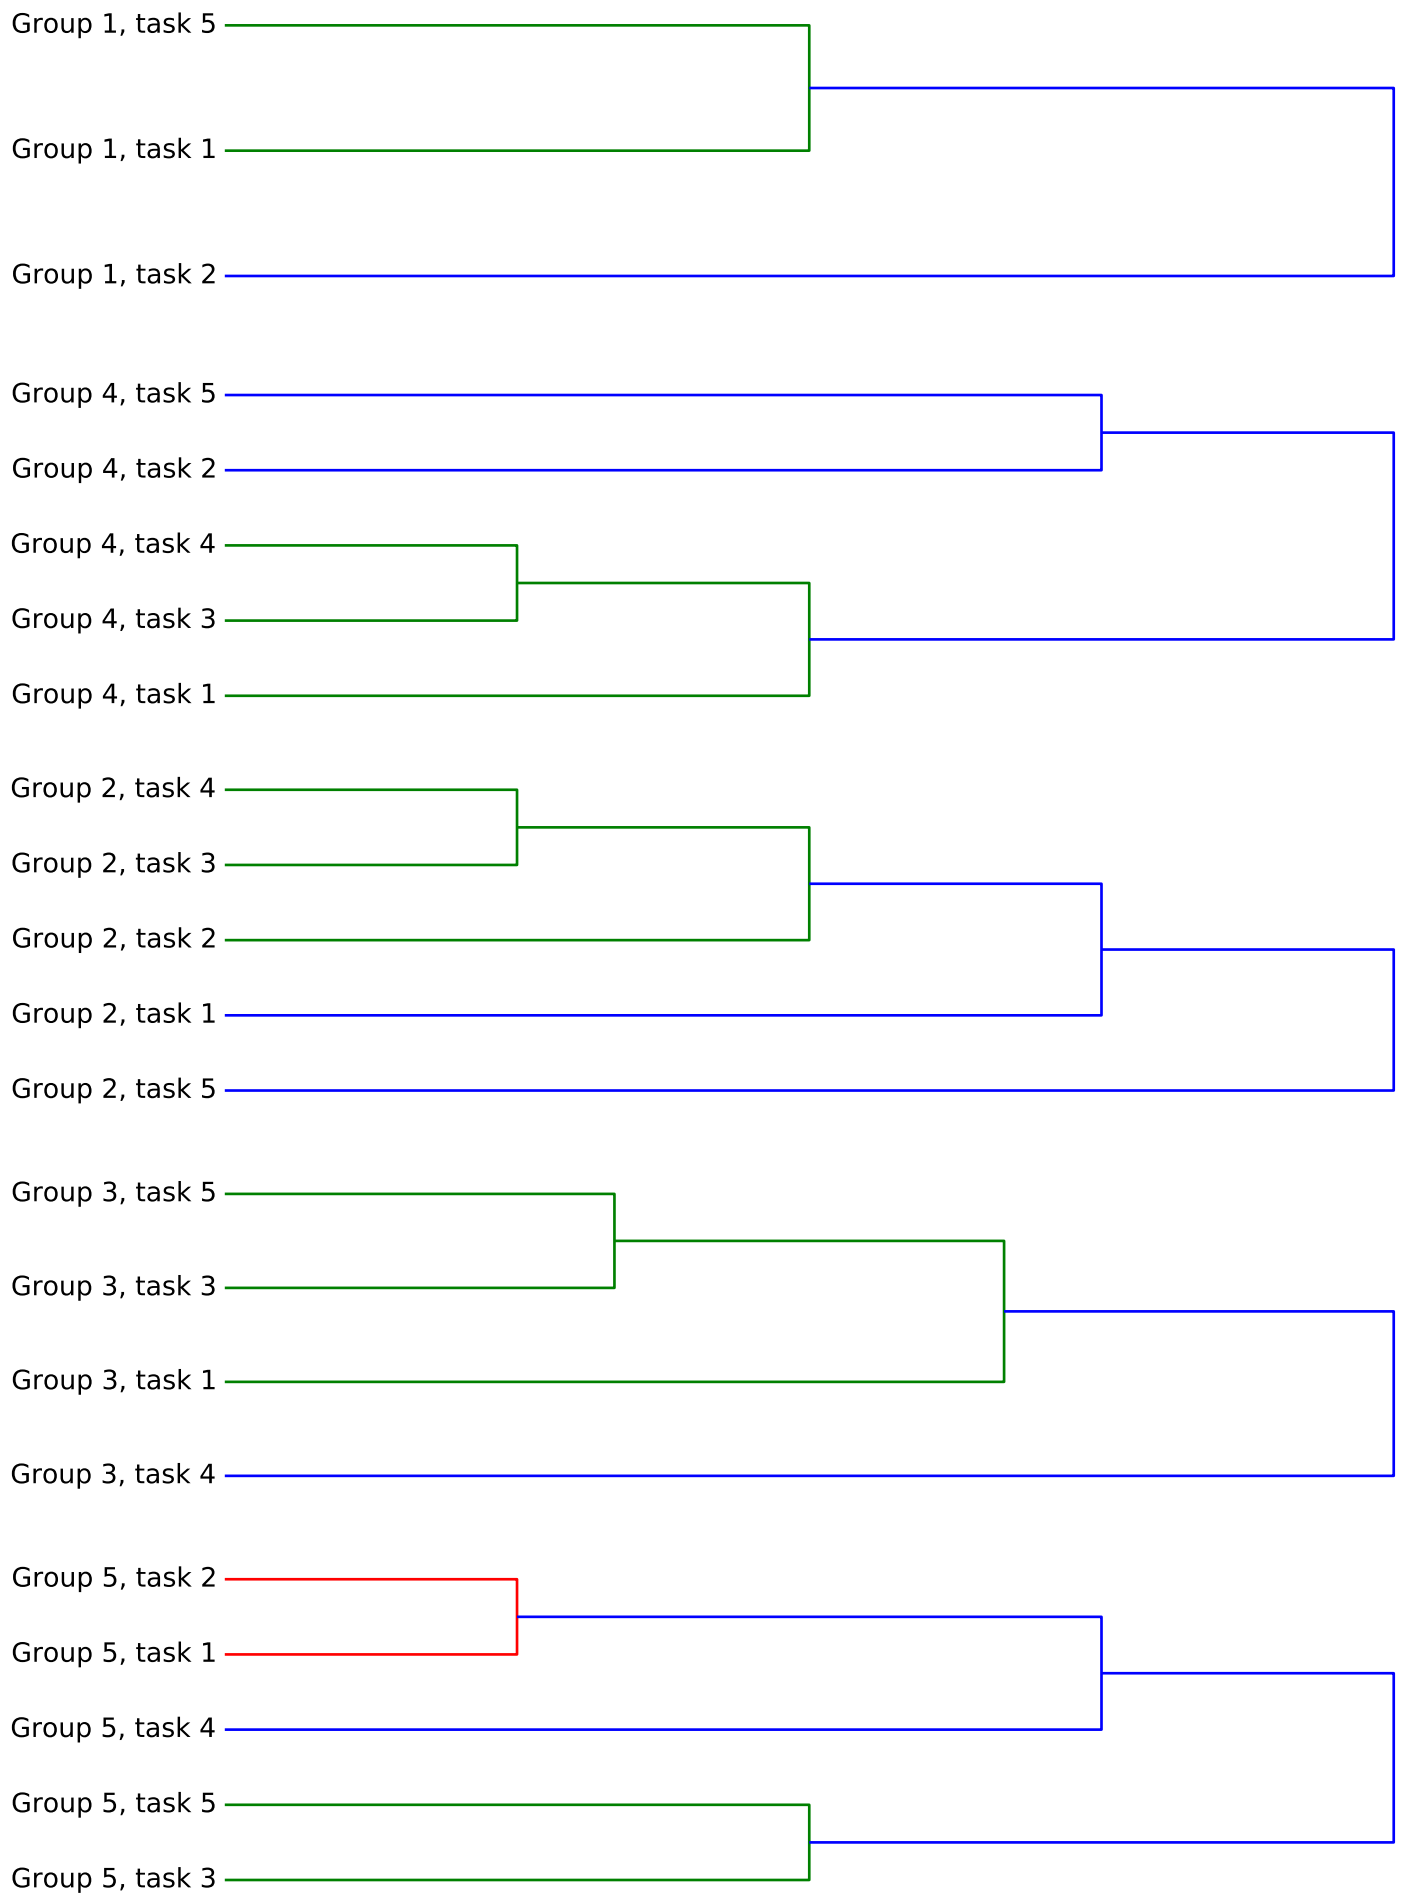 Group 1, task 5
Group 1, task 1
Group 1, task 2
Group 4, task 5
Group 4, task 2
Group 4, task 4
Group 4, task 3
Group 4, task 1
Group 2, task 4
Group 2, task 3
Group 2, task 2
Group 2, task 1
Group 2, task 5
Group 3, task 5
Group 3, task 3
Group 3, task 1
Group 3, task 4
Group 5, task 2
Group 5, task 1
Group 5, task 4
Group 5, task 5
Group 5, task 3